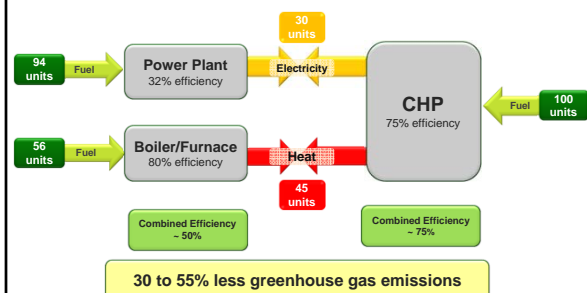 30
units
94
units
Fuel
Power Plant
32% efficiency
Electricity
CHP
75% efficiency
Fuel
100
units
56
units
Fuel
Boiler/Furnace
80% efficiency
Heat
45
units
Combined Efficiency
~ 50%
Combined Efficiency
~ 75%
30 to 55% less greenhouse gas emissions